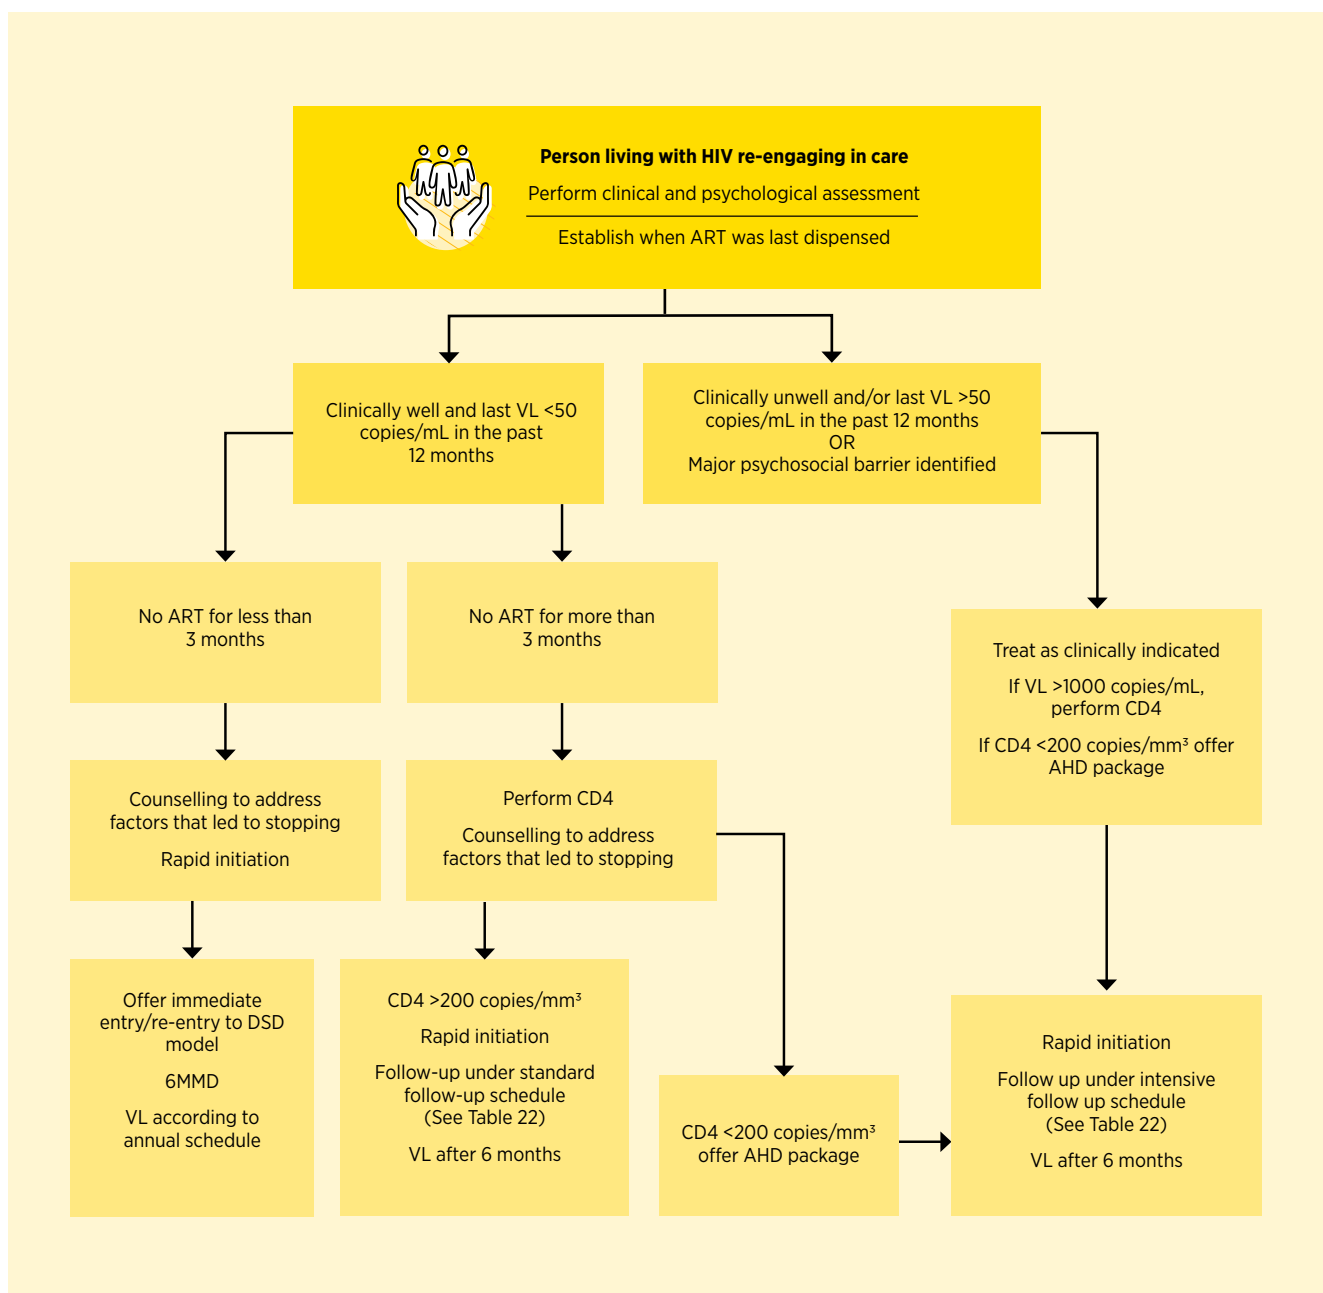 Person living with HIV re-engaging in care
Perform clinical and psychological assessment
Establish when ART was last dispensed
Clinically well and last VL <50
copies/mL in the past
12 months
Clinically unwell and/or last VL >50
copies/mL in the past 12 months
OR
Major psychosocial barrier identified
No ART for less than
3 months
No ART for more than
3 months
Treat as clinically indicated
If VL >1000 copies/mL,
perform CD4
If CD4 <200 copies/mm³ offer
AHD package
Counselling to address
factors that led to stopping
Rapid initiation
Perform CD4
Counselling to address
factors that led to stopping
Offer immediate
entry/re-entry to DSD
model
6MMD
VL according to
annual schedule
CD4 >200 copies/mm³
Rapid initiation
Follow-up under standard
follow-up schedule
(See Table 22)
VL after 6 months
CD4 <200 copies/mm³
offer AHD package
Rapid initiation
Follow up under intensive
follow up schedule
(See Table 22)
VL after 6 months